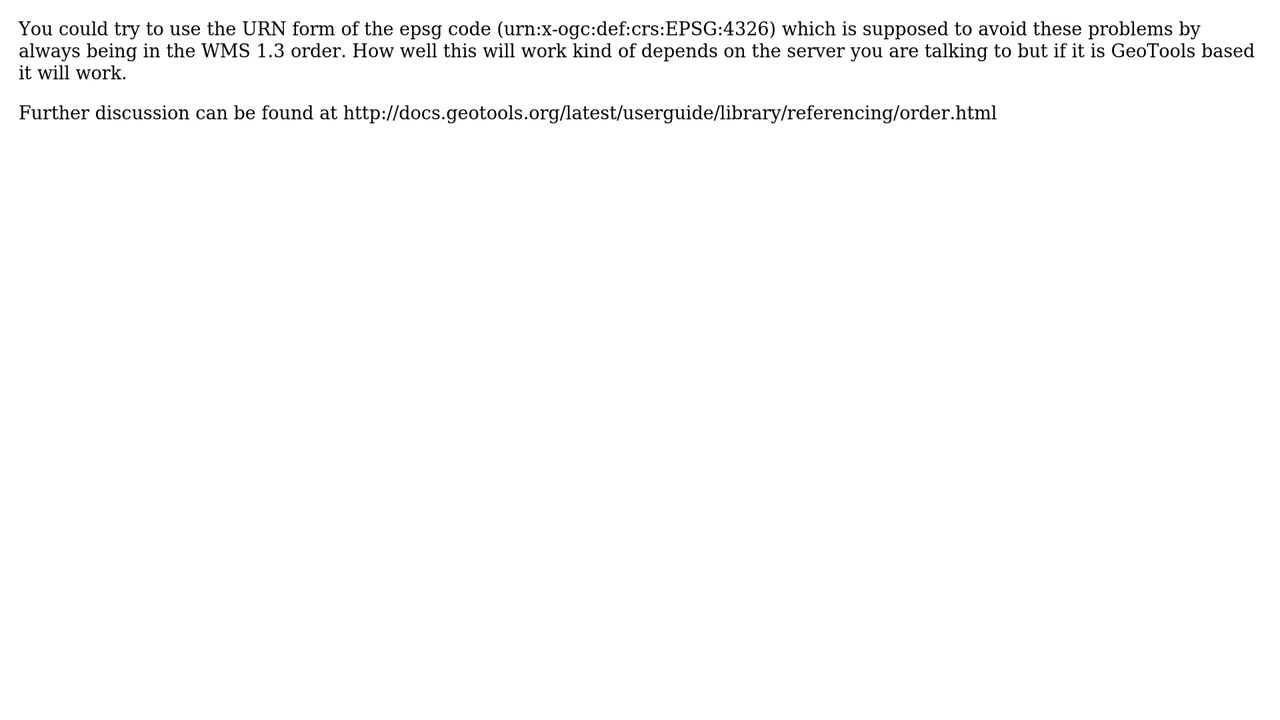 You could try to use the URN form of the epsg code (urn:x-ogc:def:crs:EPSG:4326) which is supposed to avoid these problems by
always being in the WMS 1.3 order. How well this will work kind of depends on the server you are talking to but if it is GeoTools based
it will work.
Further discussion can be found at http://docs.geotools.org/latest/userguide/library/referencing/order.html